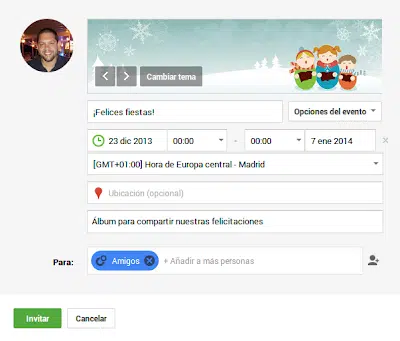 Cambiar tema
¡Felices fiestas!
Opciones del evento
23 dic 2013 00:00 - 00:00 7 ene 2014 x
[GMT+01:00] Hora de Europa central - Madrid
Ubicación (opcional)
Álbum para compartir nuestras felicitaciones
Para: Amigos + Añadir a más personas
Invitar Cancelar